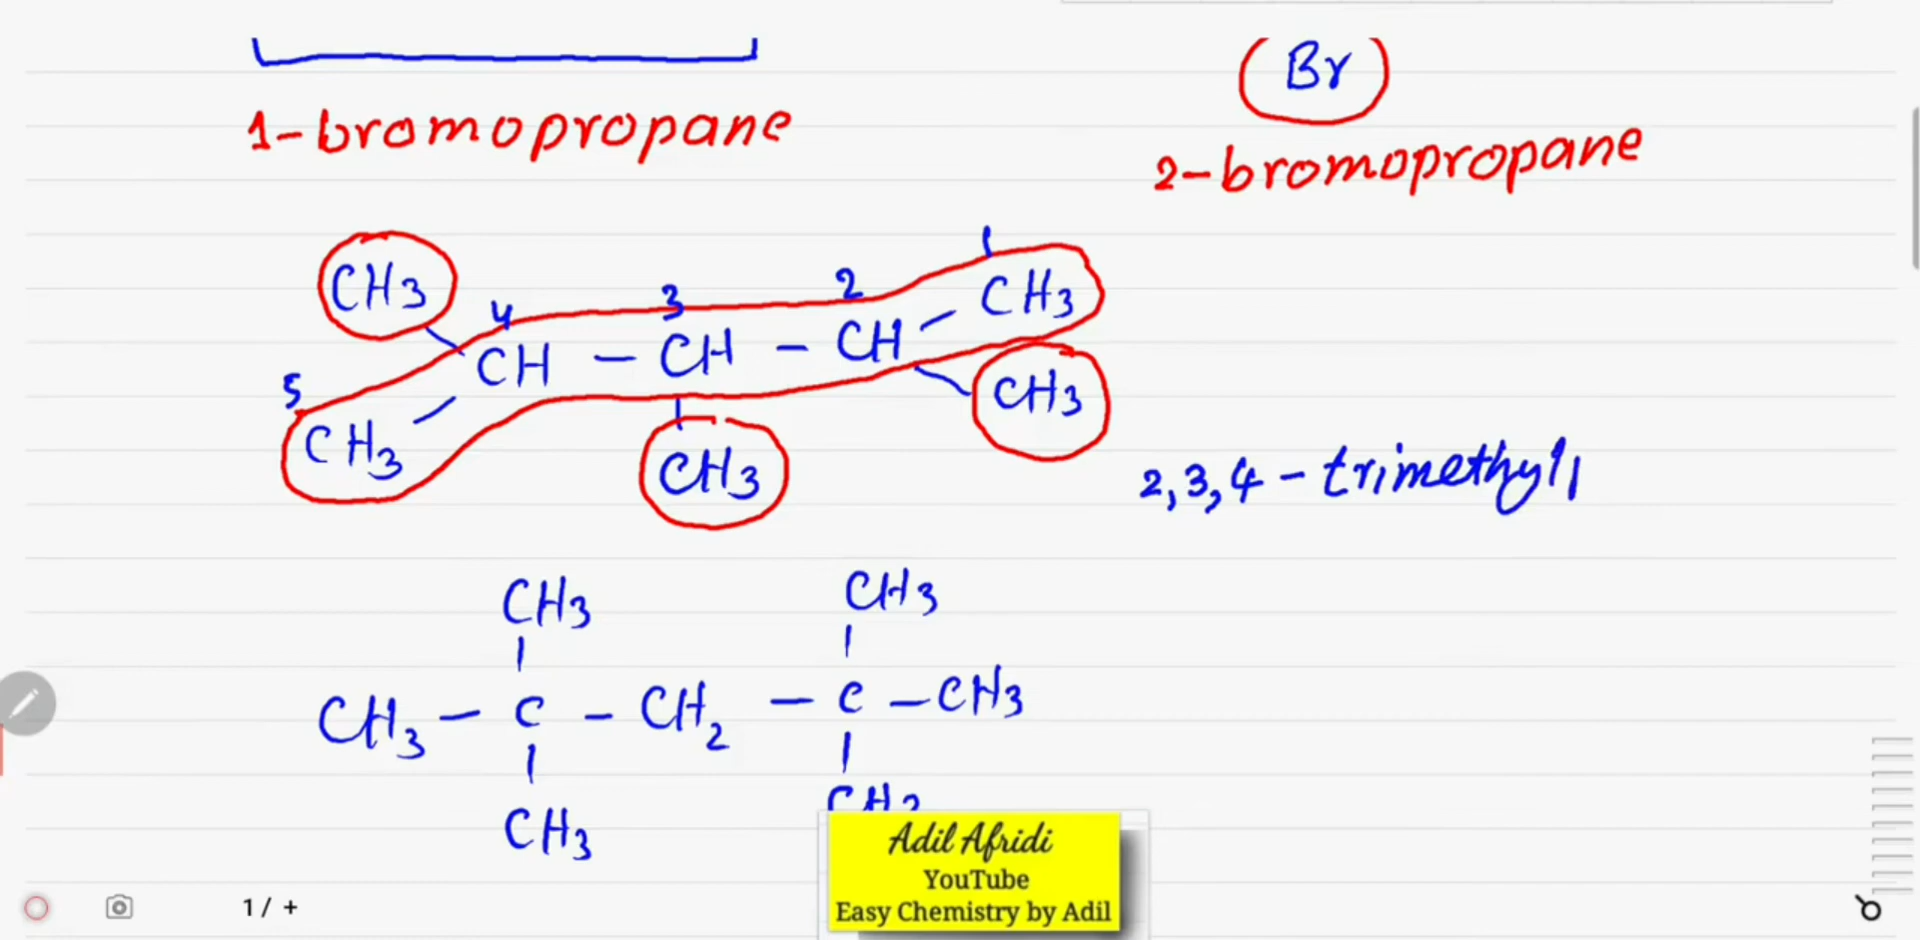 Br
1-bromopropane
2-bromopropane
1
CH3 4 3 2 CH3
CH - CH - CH
5 CH3
CH3 CH3
2,3,4-trimethyl
CH3 CH3
CH3 - C - CH2 - C - CH3
CH3
Adil Afridi
YouTube
Easy Chemistry by Adil
1 / +